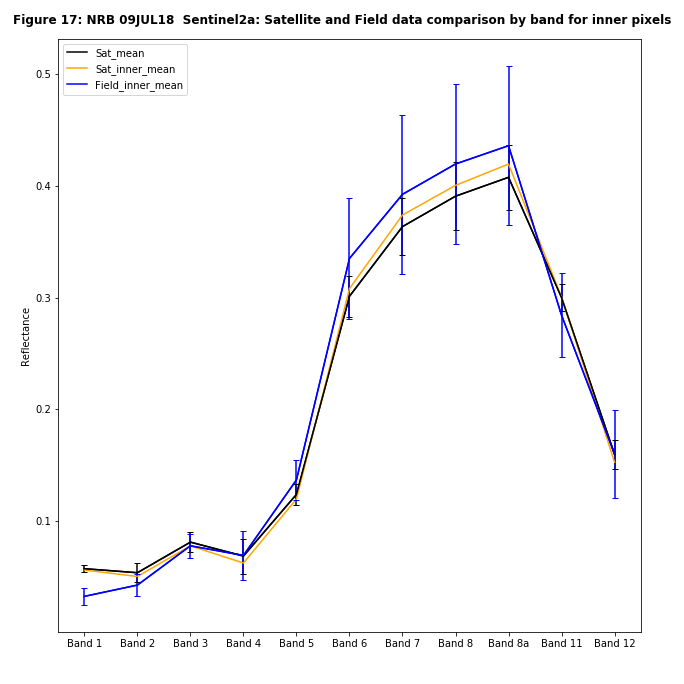 Figure 17: NRB 09JUL18  Sentinel2a: Satellite and Field data comparison by band for inner pixels
Sat_mean
Sat_inner_mean
Field_inner_mean
0.5
0.4
0.3
0.2
0.1
Reflectance
Band 1
Band 2
Band 3
Band 4
Band 5
Band 6
Band 7
Band 8
Band 8a
Band 11
Band 12